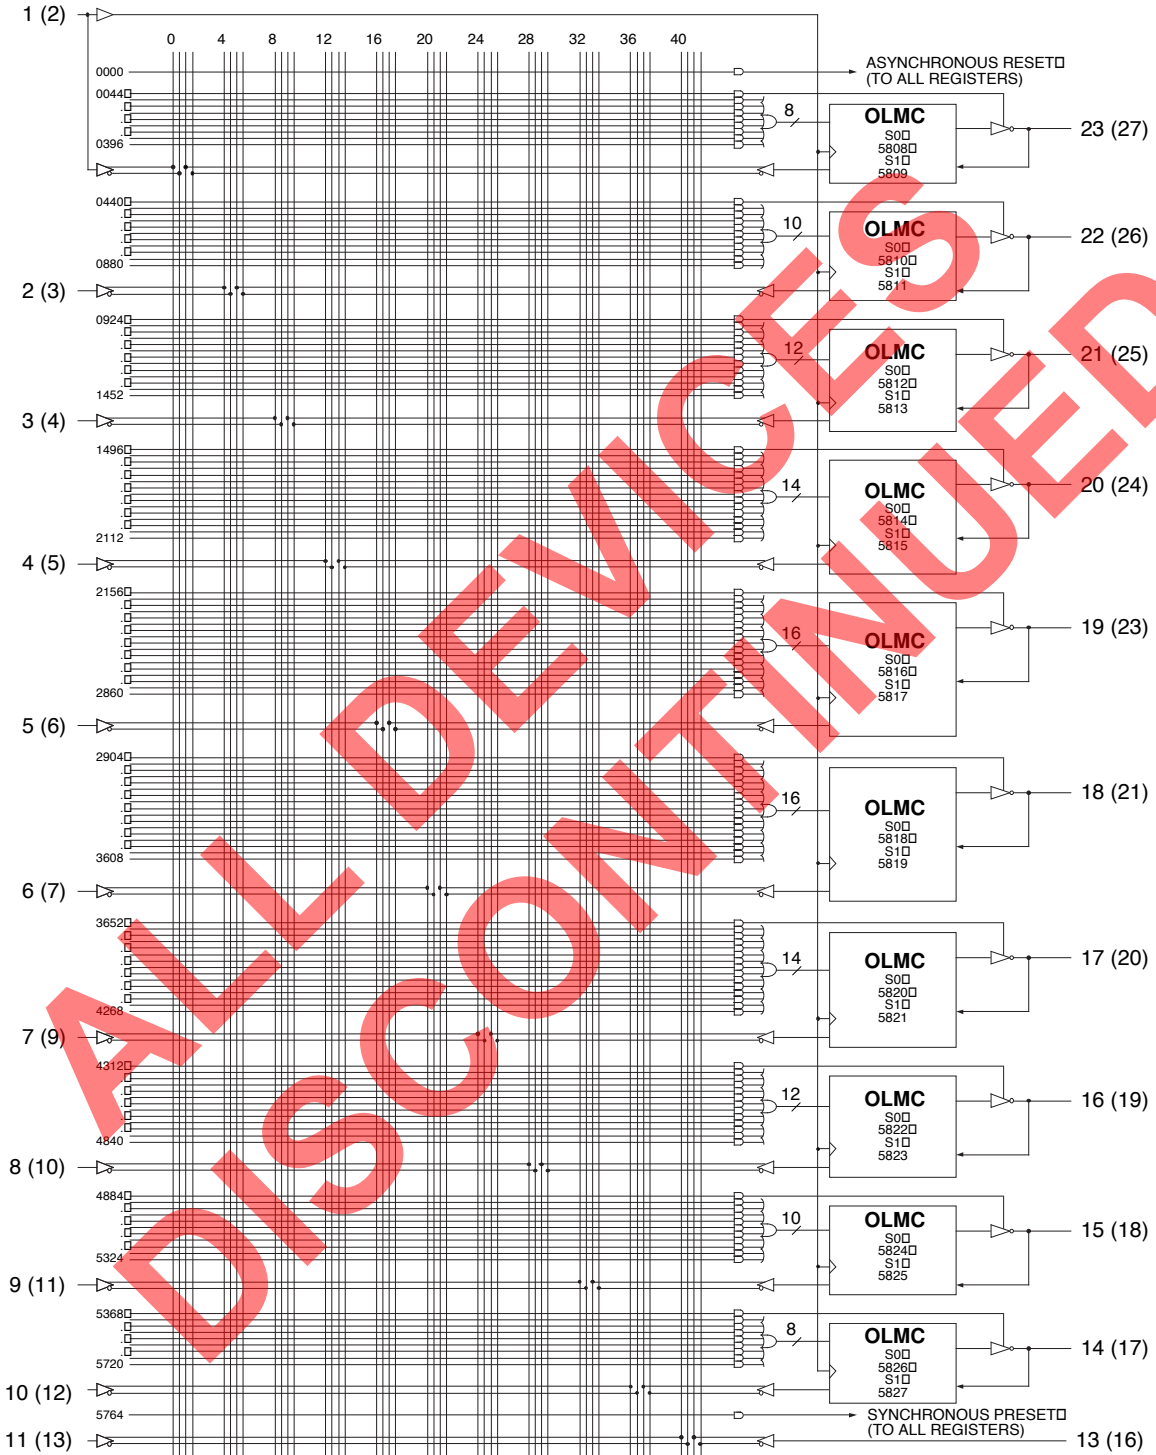 1 (2)
0 4 8 12 16 20 24 28 32 36 40
0000
ASYNCHRONOUS RESET
(TO ALL REGISTERS)
0044
0396
8
OLMC
S0
5808
S1
5809
23 (27)
0440
0880
10
OLMC
S0
5810
S1
5811
22 (26)
2 (3)
0924
1452
12
OLMC
S0
5812
S1
5813
21 (25)
3 (4)
1496
2112
14
OLMC
S0
5814
S1
5815
20 (24)
4 (5)
2156
2860
16
OLMC
S0
5816
S1
5817
19 (23)
5 (6)
2904
3608
16
OLMC
S0
5818
S1
5819
18 (21)
6 (7)
3652
4268
14
OLMC
S0
5820
S1
5821
17 (20)
7 (9)
4312
4840
12
OLMC
S0
5822
S1
5823
16 (19)
8 (10)
4884
5324
10
OLMC
S0
5824
S1
5825
15 (18)
9 (11)
5368
5720
8
OLMC
S0
5826
S1
5827
14 (17)
10 (12)
5764
SYNCHRONOUS PRESET
(TO ALL REGISTERS)
11 (13)
13 (16)
ALL DEVICES
DISCONTINUED